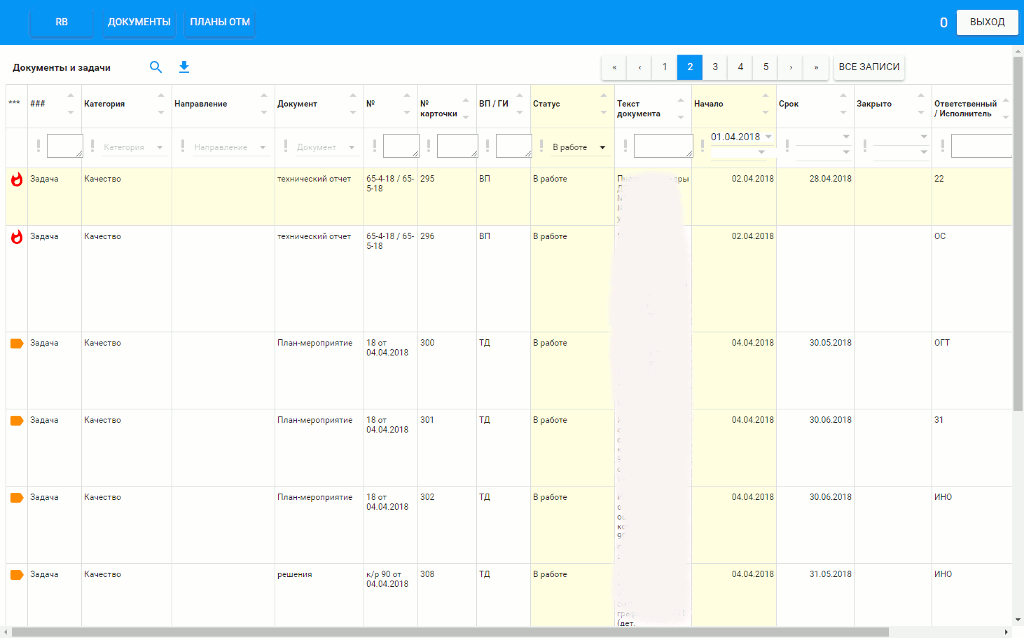 RB ДОКУМЕНТЫ ПЛАНЫ ОТМ 0 ВЫХОД
Документы и задачи « ‹ 1 2 3 4 5 › » ВСЕ ЗАПИСИ
*** ### Категория Направление Документ № № карточки ВП / ГИ Статус Текст документа Начало Срок Закрыто Ответственный / Исполнитель
Категория Направление Документ В работе 01.04.2018
Задача Качество технический отчет 65-4-18 / 65-5-18 295 ВП В работе 02.04.2018 28.04.2018 22
Задача Качество технический отчет 65-4-18 / 65-5-18 296 ВП В работе 02.04.2018 ОС
Задача Качество План-мероприятие 18 от 04.04.2018 300 ТД В работе 04.04.2018 30.05.2018 ОГТ
Задача Качество План-мероприятие 18 от 04.04.2018 301 ТД В работе 04.04.2018 30.06.2018 31
Задача Качество План-мероприятие 18 от 04.04.2018 302 ТД В работе 04.04.2018 30.06.2018 ИНО
Задача Качество решения к/р 90 от 04.04.2018 308 ТД В работе 04.04.2018 31.05.2018 ИНО
(дет.